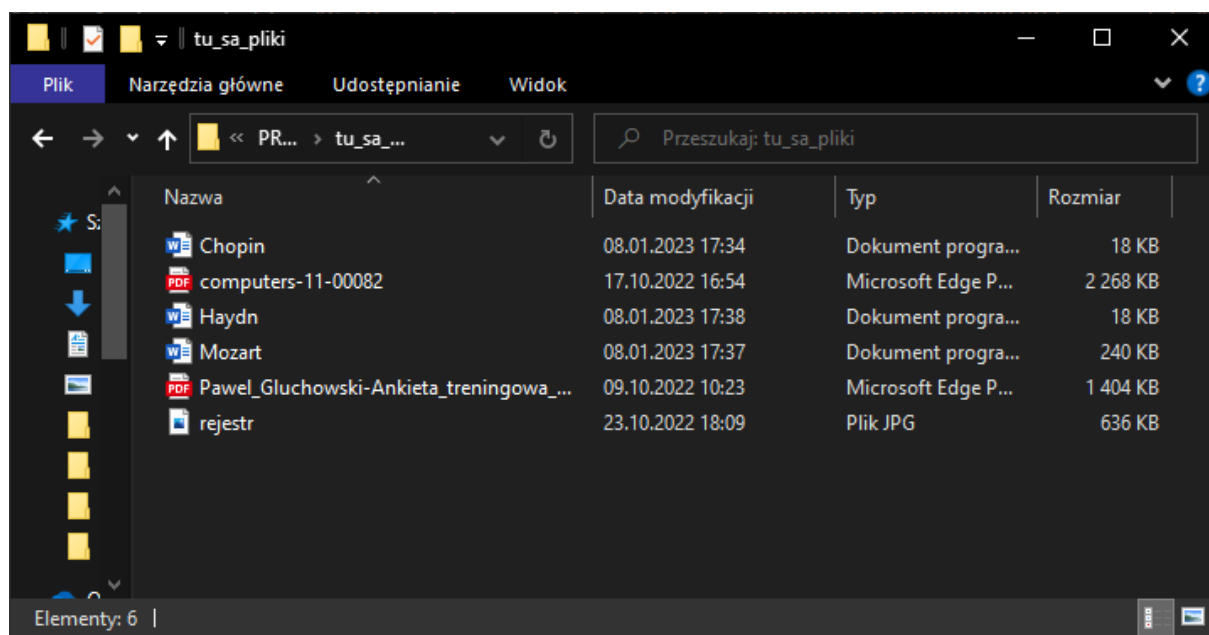 tu_sa_pliki
Plik Narzędzia główne Udostępnianie Widok
« PR... › tu_sa_... Przeszukaj: tu_sa_pliki
Nazwa Data modyfikacji Typ Rozmiar
Chopin 08.01.2023 17:34 Dokument progra... 18 KB
computers-11-00082 17.10.2022 16:54 Microsoft Edge P... 2 268 KB
Haydn 08.01.2023 17:38 Dokument progra... 18 KB
Mozart 08.01.2023 17:37 Dokument progra... 240 KB
Pawel_Gluchowski-Ankieta_treningowa_... 09.10.2022 10:23 Microsoft Edge P... 1 404 KB
rejestr 23.10.2022 18:09 Plik JPG 636 KB
Elementy: 6